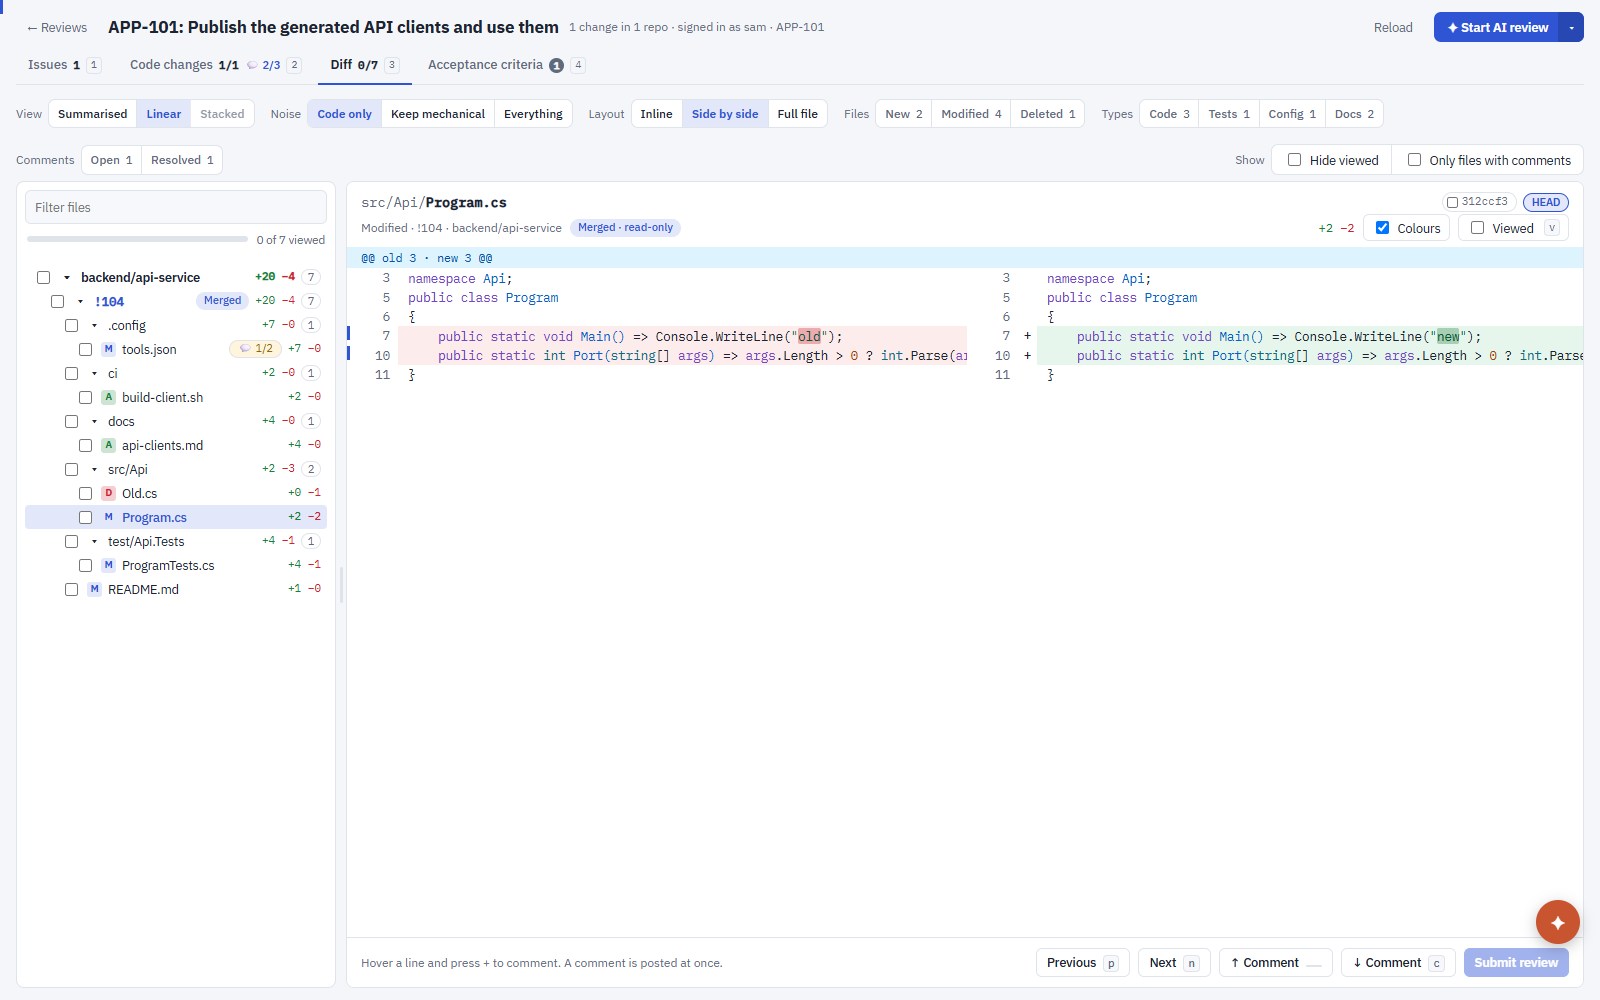 ← Reviews APP-101: Publish the generated API clients and use them 1 change in 1 repo · signed in as sam · APP-101 Reload ✦ Start AI review
Issues 1 1 Code changes 1/1 2/3 2 Diff 0/7 3 Acceptance criteria 1 4
View Summarised Linear Stacked Noise Code only Keep mechanical Everything Layout Inline Side by side Full file Files New 2 Modified 4 Deleted 1 Types Code 3 Tests 1 Config 1 Docs 2
Comments Open 1 Resolved 1 Show Hide viewed Only files with comments
Filter files
0 of 7 viewed
backend/api-service +20 −4 7
!104 Merged +20 −4 7
.config +7 −0 1
M tools.json 1/2 +7 −0
ci +2 −0 1
A build-client.sh +2 −0
docs +4 −0 1
A api-clients.md +4 −0
src/Api +2 −3 2
D Old.cs +0 −1
M Program.cs +2 −2
test/Api.Tests +4 −1 1
M ProgramTests.cs +4 −1
M README.md +1 −0
src/Api/Program.cs 312ccf3 HEAD
Modified · !104 · backend/api-service Merged · read-only +2 −2 Colours Viewed v
@@ old 3 · new 3 @@
3 namespace Api; 3 namespace Api;
5 public class Program 5 public class Program
6 { 6 {
7 public static void Main() => Console.WriteLine("old"); 7 + public static void Main() => Console.WriteLine("new");
10 public static int Port(string[] args) => args.Length > 0 ? int.Parse(ar 10 + public static int Port(string[] args) => args.Length > 0 ? int.Parse
11 } 11 }
Hover a line and press + to comment. A comment is posted at once. Previous p Next n ↑ Comment ↓ Comment c Submit review